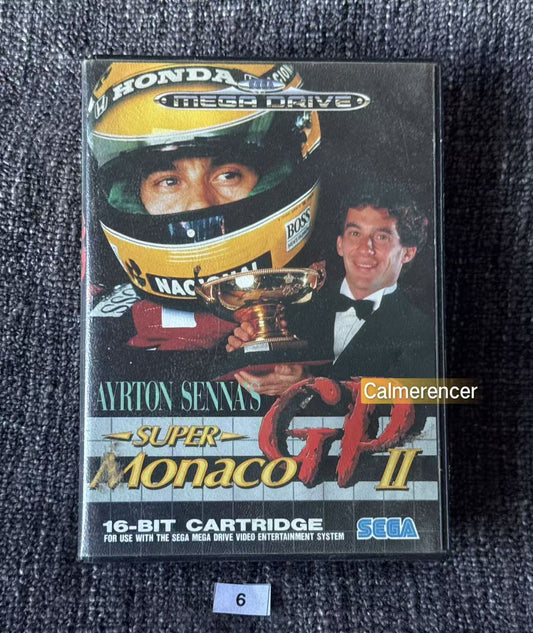 HONDA
NACIONAL
MEGA DRIVE
BOSS
NACIONAL
AYRTON SENNA'S
Calmerencer
SUPER
Monaco GP II
16-BIT CARTRIDGE
FOR USE WITH THE SEGA MEGA DRIVE VIDEO ENTERTAINMENT SYSTEM
SEGA
6